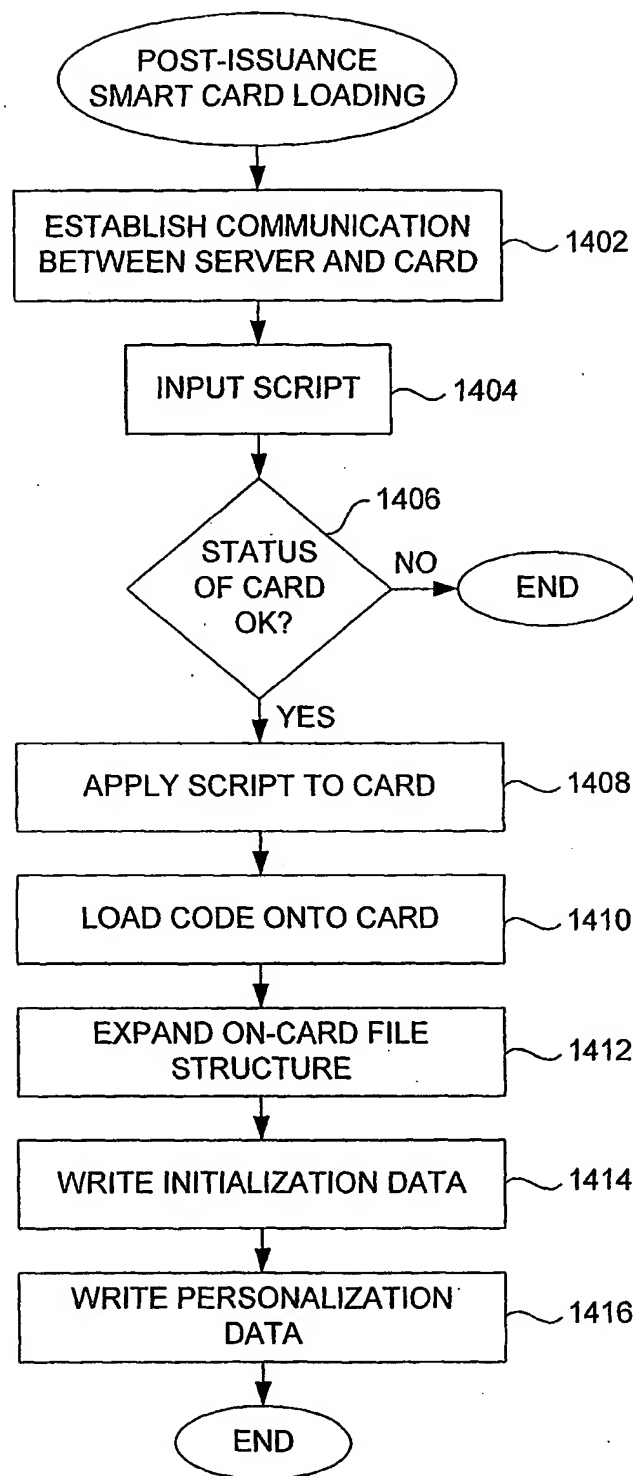 POST-ISSUANCE
SMART CARD LOADING
ESTABLISH COMMUNICATION
BETWEEN SERVER AND CARD
1402
INPUT SCRIPT
1404
1406
STATUS
OF CARD
OK?
NO
END
YES
APPLY SCRIPT TO CARD
1408
LOAD CODE ONTO CARD
1410
EXPAND ON-CARD FILE
STRUCTURE
1412
WRITE INITIALIZATION DATA
1414
WRITE PERSONALIZATION
DATA
1416
END